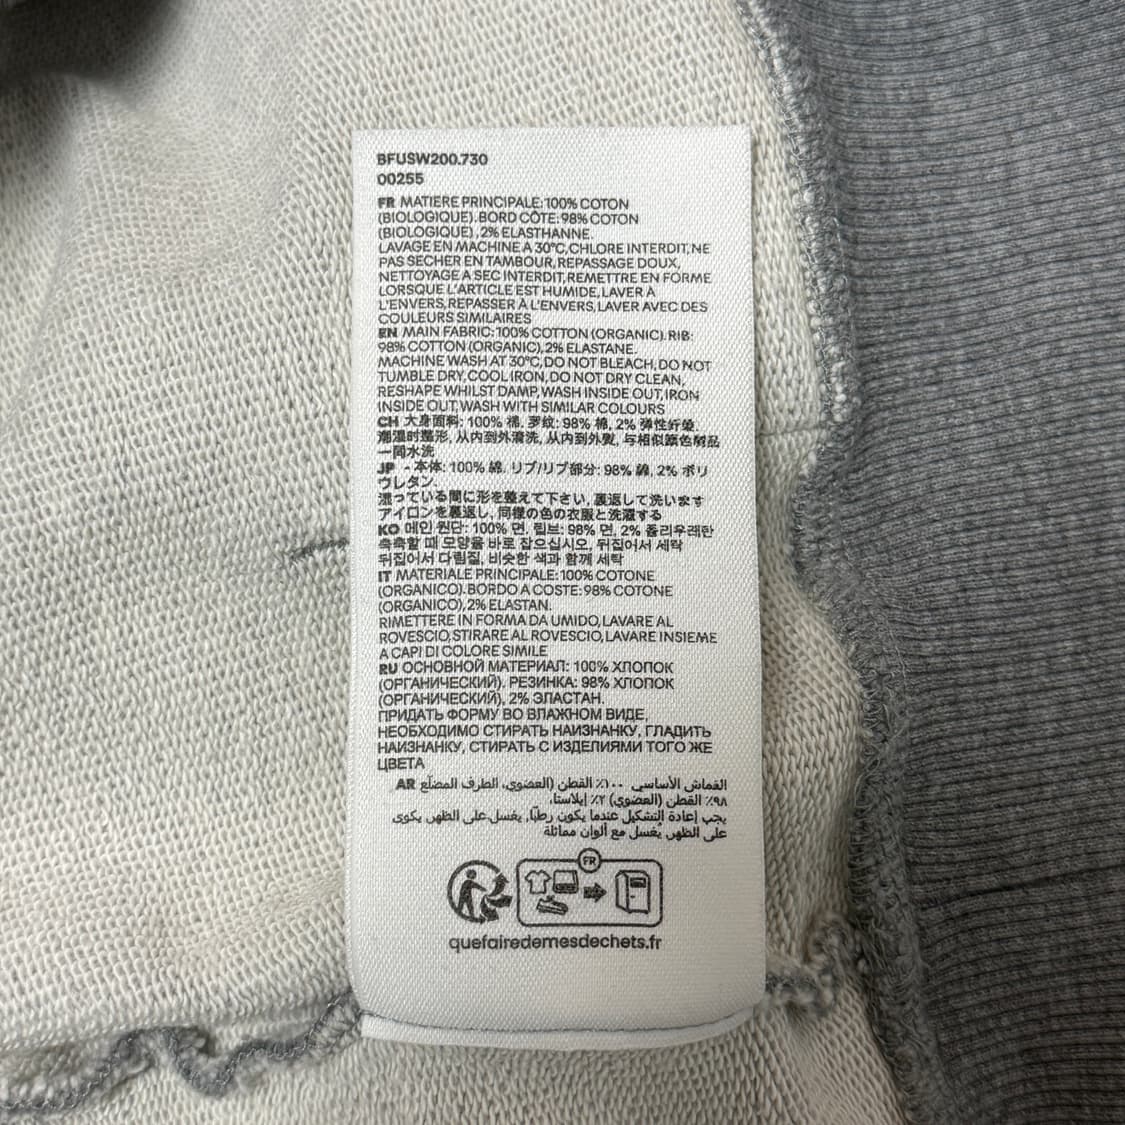 BFUSW200.730
00255
FR MATIERE PRINCIPALE: 100% COTON
(BIOLOGIQUE). BORD CÔTE: 98% COTON
(BIOLOGIQUE), 2% ELASTHANNE.
LAVAGE EN MACHINE A 30°C, CHLORE INTERDIT, NE
PAS SECHER EN TAMBOUR, REPASSAGE DOUX,
NETTOYAGE A SEC INTERDIT, REMETTRE EN FORME
LORSQUE L'ARTICLE EST HUMIDE, LAVER À
L'ENVERS, REPASSER À L'ENVERS, LAVER AVEC DES
COULEURS SIMILAIRES
EN MAIN FABRIC: 100% COTTON (ORGANIC). RIB:
98% COTTON (ORGANIC), 2% ELASTANE.
MACHINE WASH AT 30°C, DO NOT BLEACH, DO NOT
TUMBLE DRY, COOL IRON, DO NOT DRY CLEAN,
RESHAPE WHILST DAMP, WASH INSIDE OUT, IRON
INSIDE OUT, WASH WITH SIMILAR COLOURS
CH 大身面料: 100% 棉. 罗纹: 98% 棉, 2% 弹性纤维.
潮湿时整形, 从内到外清洗, 从内到外熨, 与相似颜色的品
一同水洗
JP - 本体: 100% 綿. リブ/リブ部分: 98% 綿, 2% ポリ
ウレタン.
湿っている間に形を整えて下さい, 裏返して洗います
アイロンを裏返し, 同様の色の衣服と洗濯する
KO 메인 원단: 100% 면, 립브: 98% 면, 2% 폴리우레탄
촉촉할 때 모양을 바로 잡으십시오, 뒤집어서 세탁
뒤집어서 다림질, 비슷한 색과 함께 세탁
IT MATERIALE PRINCIPALE: 100% COTONE
(ORGANICO). BORDO A COSTE: 98% COTONE
(ORGANICO), 2% ELASTAN.
RIMETTERE IN FORMA DA UMIDO, LAVARE AL
ROVESCIO, STIRARE AL ROVESCIO, LAVARE INSIEME
A CAPI DI COLORE SIMILE
RU ОСНОВНОЙ МАТЕРИАЛ: 100% ХЛОПОК
(ОРГАНИЧЕСКИЙ). РЕЗИНКА: 98% ХЛОПОК
(ОРГАНИЧЕСКИЙ), 2% ЭЛАСТАН.
ПРИДАТЬ ФОРМУ ВО ВЛАЖНОМ ВИДЕ,
НЕОБХОДИМО СТИРАТЬ НАИЗНАНКУ, ГЛАДИТЬ
НАИЗНАНКУ, СТИРАТЬ С ИЗДЕЛИЯМИ ТОГО ЖЕ
ЦВЕТА
AR القماش الأساسي ١٠٠٪ القطن (العضوي، الطرف المضلّع
٩٨٪ القطن (العضوي) ٢٪ إيلاستا،
يجب إعادة التشكيل عندما يكون رطبًا, يغسل على الظهر, يكوى
على الظهر يُغسل مع ألوان مماثلة
FR
quefairedemesdechets.fr